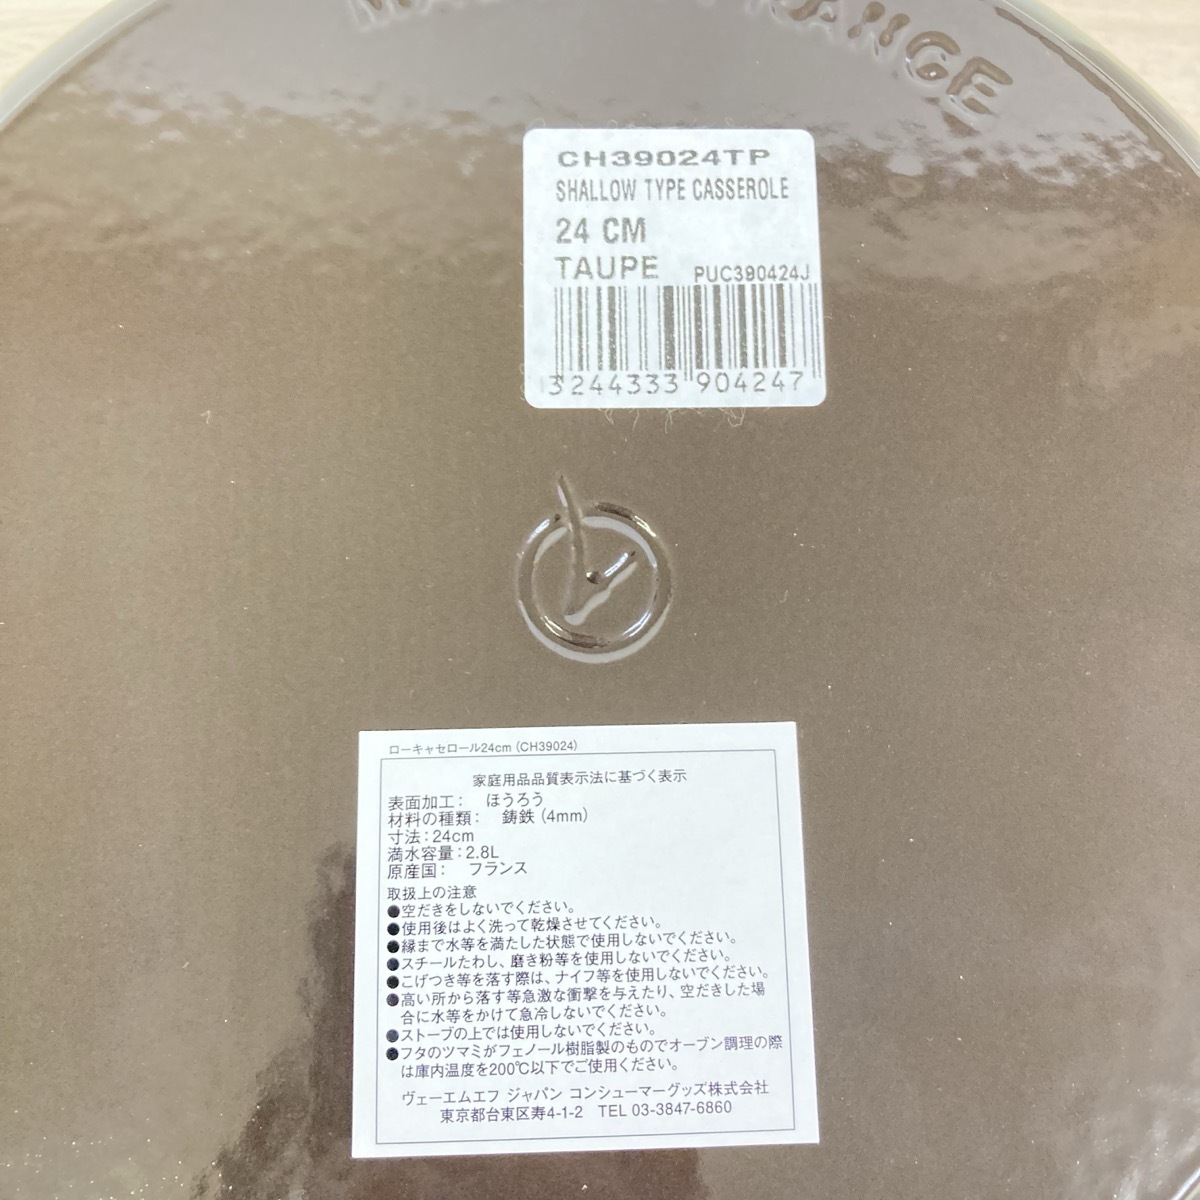 MADE IN FRANCE
CH39024TP
SHALLOW TYPE CASSEROLE
24 CM
TAUPE PUC390424J
3 244333 904247
ローキャセロール24cm (CH39024)
家庭用品品質表示法に基づく表示
表面加工： ほうろう
材料の種類： 鋳鉄 (4mm)
寸法：24cm
満水容量：2.8L
原産国： フランス
取扱上の注意
●空だきをしないでください。
●使用後はよく洗って乾燥させてください。
●縁まで水等を満たした状態で使用しないでください。
●スチールたわし、磨き粉等を使用しないでください。
●こげつき等を落す際は、ナイフ等を使用しないでください。
●高い所から落す等急激な衝撃を与えたり、空だきした場
合に水等をかけて急冷しないでください。
●ストーブの上では使用しないでください。
●フタのツマミがフェノール樹脂製のものでオーブン調理の際
は庫内温度を200℃以下でご使用ください。
ヴェーエムエフ ジャパン コンシューマーグッズ株式会社
東京都台東区寿4-1-2 TEL 03-3847-6860